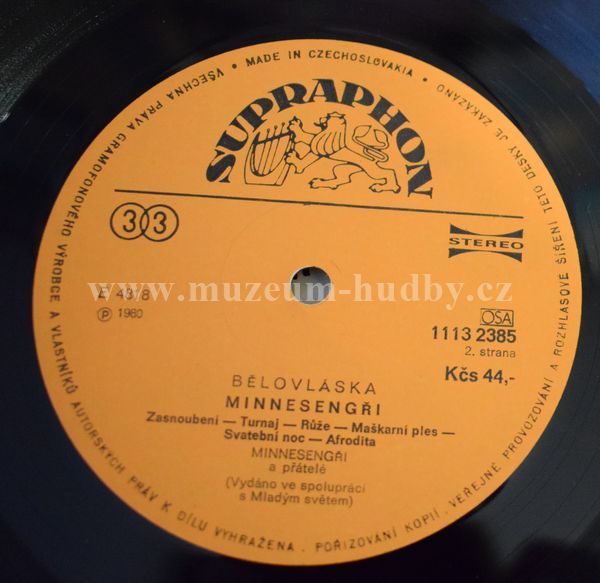 • MADE IN CZECHOSLOVAKIA •
VŠECHNA PRÁVA GRAMOFONOVÉHO VÝROBCE A VLASTNÍKŮ AUTORSKÝCH PRÁV K DÍLU VYHRAŽENA. POŘIZOVÁNÍ KOPIÍ, VEŘEJNÉ PROVOZOVÁNÍ A ROZHLASOVÉ ŠÍŘENÍ TÉTO DESKY JE ZAKÁZÁNO
SUPRAPHON
33
STEREO
www.muzeum-hudby.cz
4378
Ⓟ 1980
OSA
1113 2385
2. strana
Kčs 44,-
BĚLOVLÁSKA
MINNESENGŘI
Zasnoubení — Turnaj — Růže — Maškarní ples —
Svatební noc — Afrodita
MINNESENGŘI
a přátelé
(Vydáno ve spolupráci
s Mladým světem)